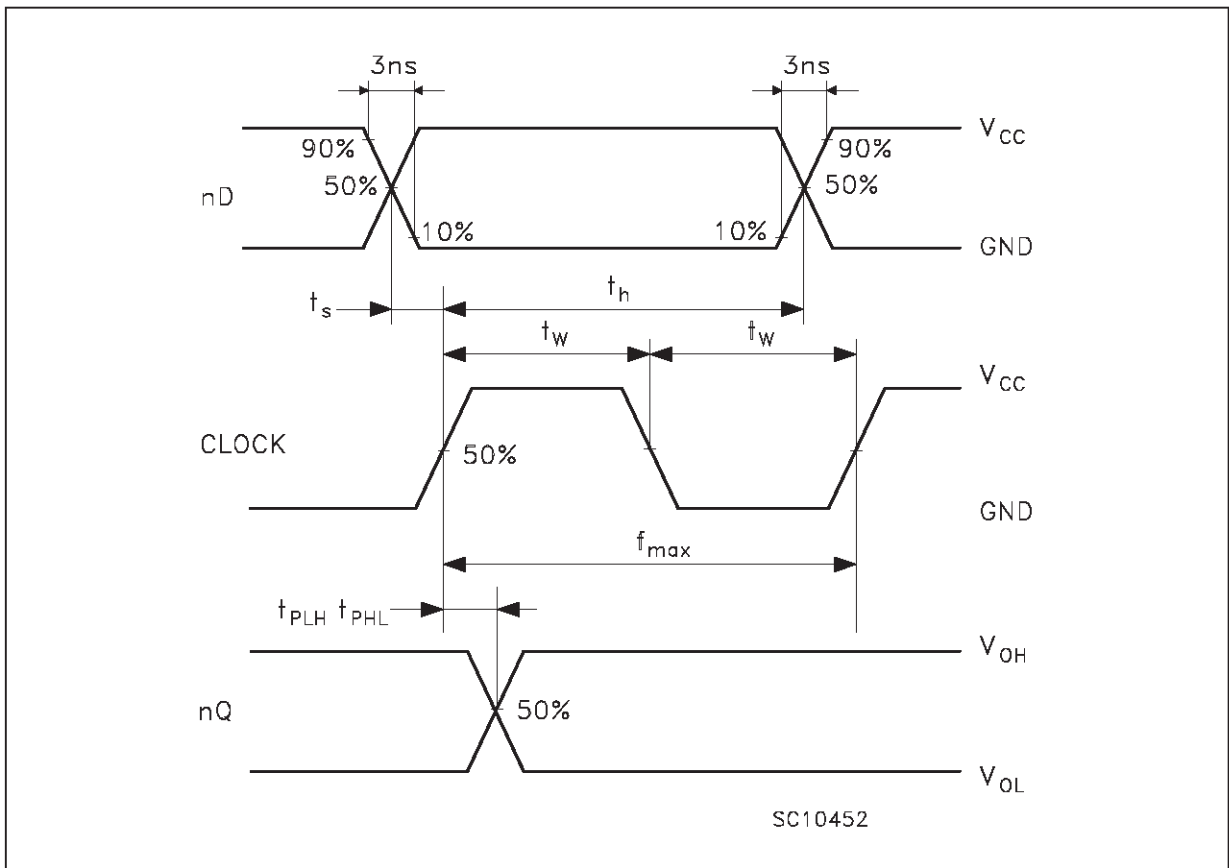 3ns 3ns
V_CC
90% 90%
nD 50% 50%
10% 10%
GND
t_s t_h
t_W t_W
V_CC
CLOCK 50%
GND
f_max
t_PLH t_PHL
V_OH
nQ 50%
V_OL
SC10452